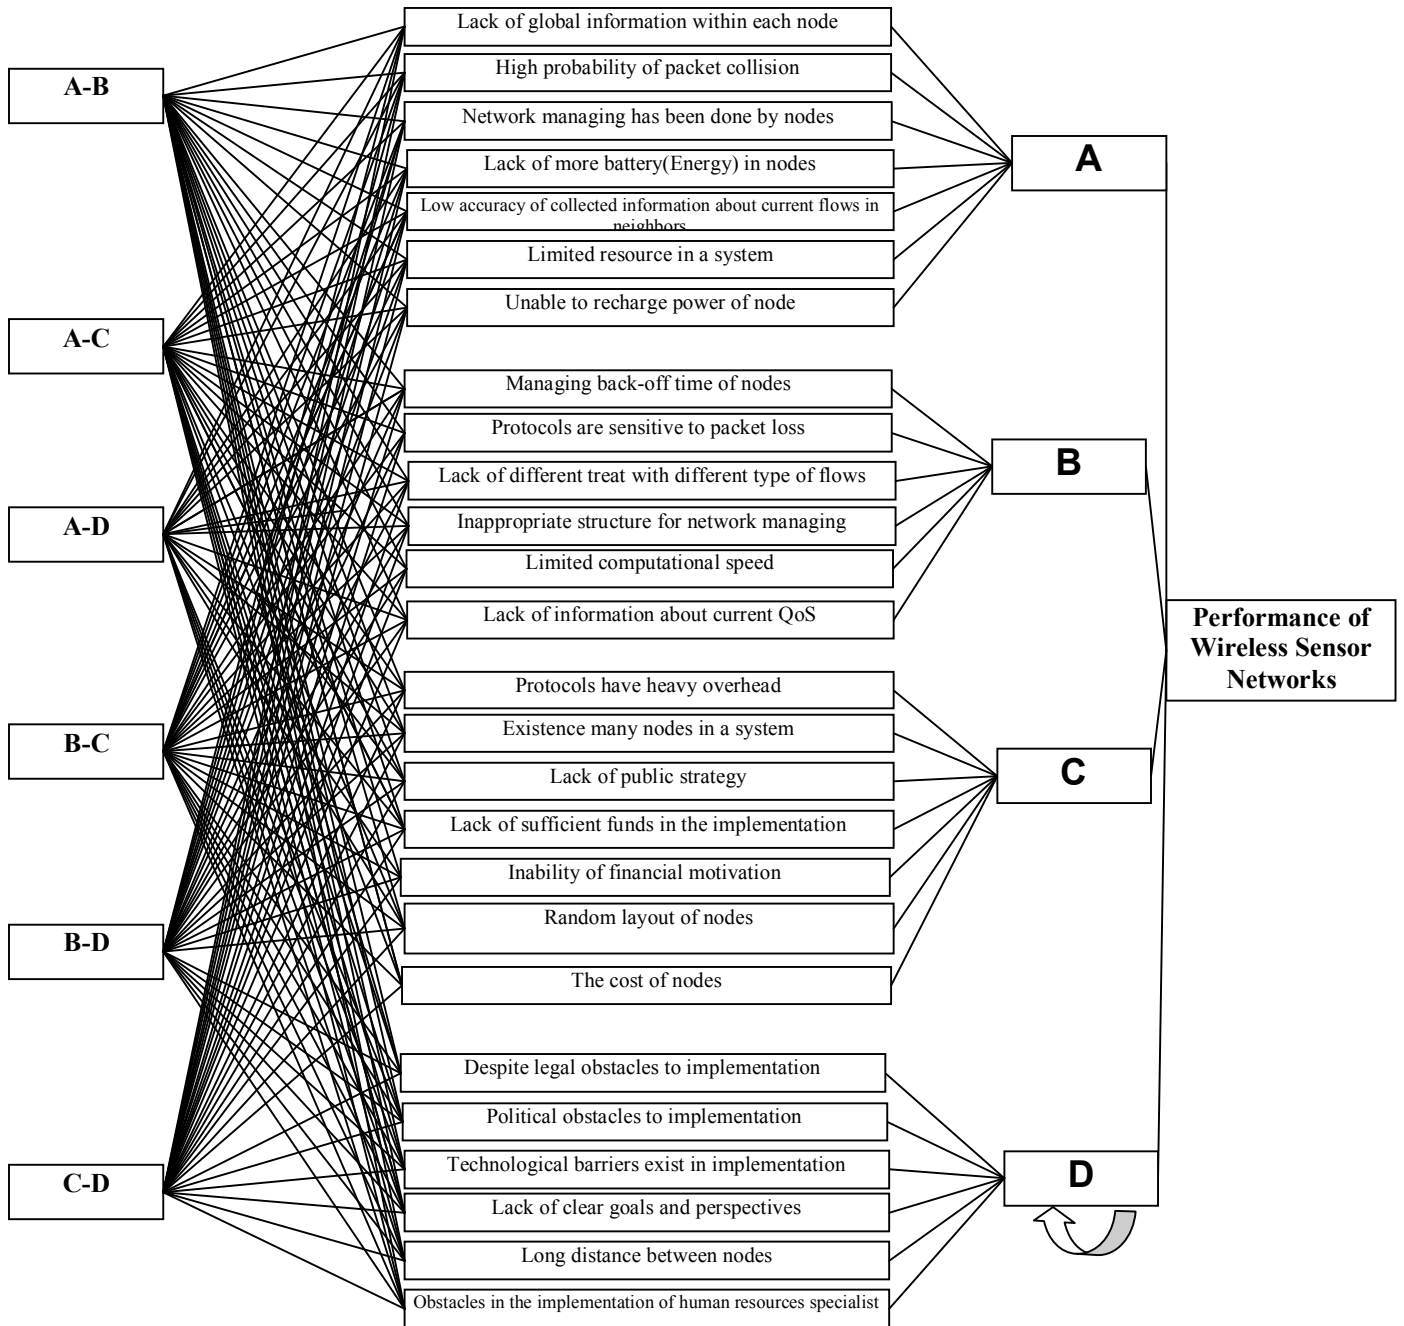 A-B
A-C
A-D
B-C
B-D
C-D
Lack of global information within each node
High probability of packet collision
Network managing has been done by nodes
Lack of more battery(Energy) in nodes
Low accuracy of collected information about current flows in
neighbors
Limited resource in a system
Unable to recharge power of node
Managing back-off time of nodes
Protocols are sensitive to packet loss
Lack of different treat with different type of flows
Inappropriate structure for network managing
Limited computational speed
Lack of information about current QoS
Protocols have heavy overhead
Existence many nodes in a system
Lack of public strategy
Lack of sufficient funds in the implementation
Inability of financial motivation
Random layout of nodes
The cost of nodes
Despite legal obstacles to implementation
Political obstacles to implementation
Technological barriers exist in implementation
Lack of clear goals and perspectives
Long distance between nodes
Obstacles in the implementation of human resources specialist
A
B
C
D
Performance of
Wireless Sensor
Networks